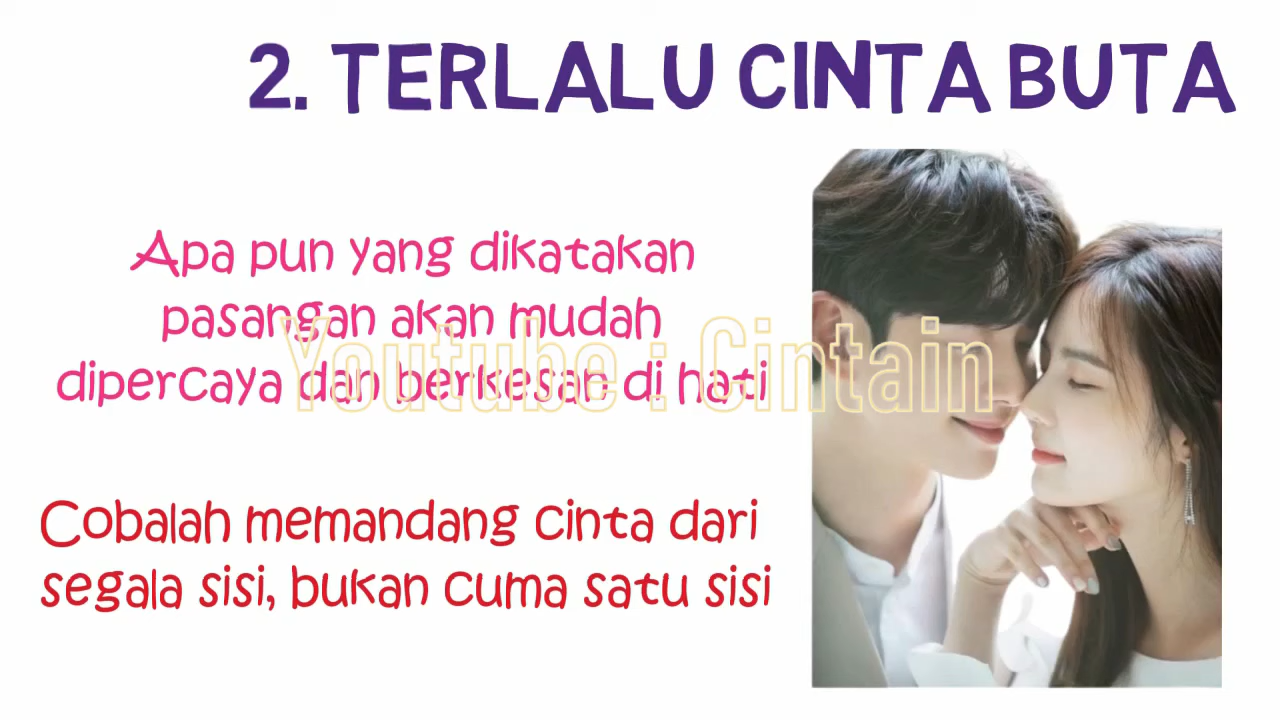 2. TERLALU CINTA BUTA
Apa pun yang dikatakan
pasangan akan mudah
dipercaya dan berkesan di hati
Youtube : Cintain
Cobalah memandang cinta dari
segala sisi, bukan cuma satu sisi